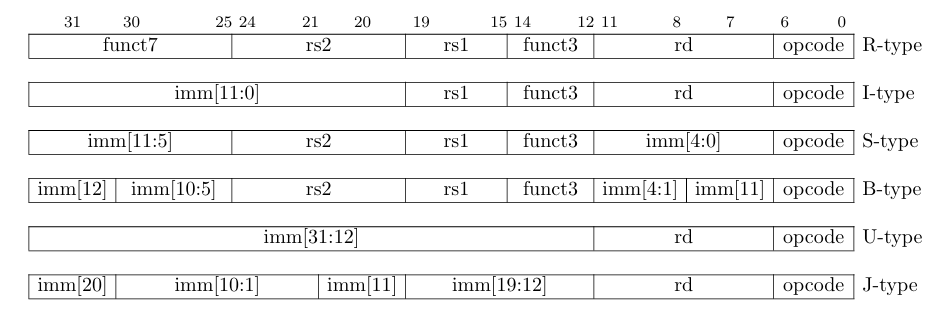 31 30 25 24 21 20 19 15 14 12 11 8 7 6 0
funct7 rs2 rs1 funct3 rd opcode R-type
imm[11:0] rs1 funct3 rd opcode I-type
imm[11:5] rs2 rs1 funct3 imm[4:0] opcode S-type
imm[12] imm[10:5] rs2 rs1 funct3 imm[4:1] imm[11] opcode B-type
imm[31:12] rd opcode U-type
imm[20] imm[10:1] imm[11] imm[19:12] rd opcode J-type